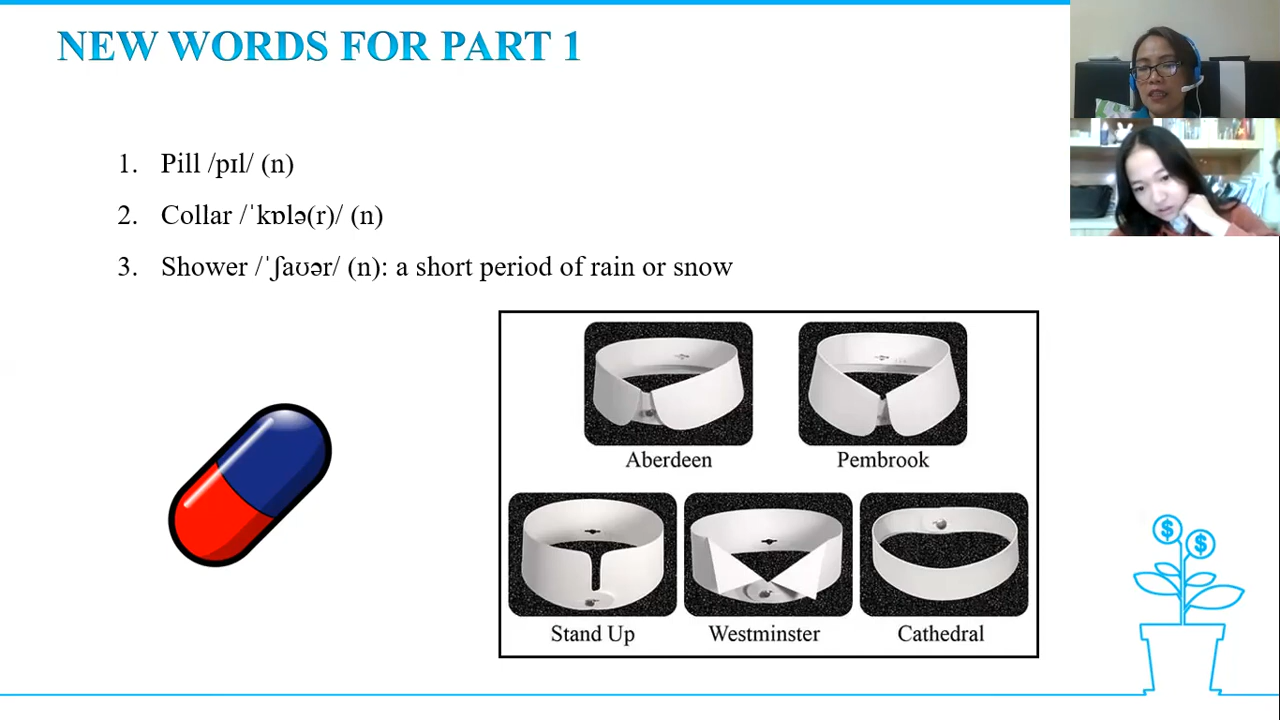 NEW WORDS FOR PART 1
1. Pill /pɪl/ (n)
2. Collar /ˈkɒlə(r)/ (n)
3. Shower /ˈʃaʊər/ (n): a short period of rain or snow
Aberdeen
Pembrook
Stand Up
Westminster
Cathedral
$
$